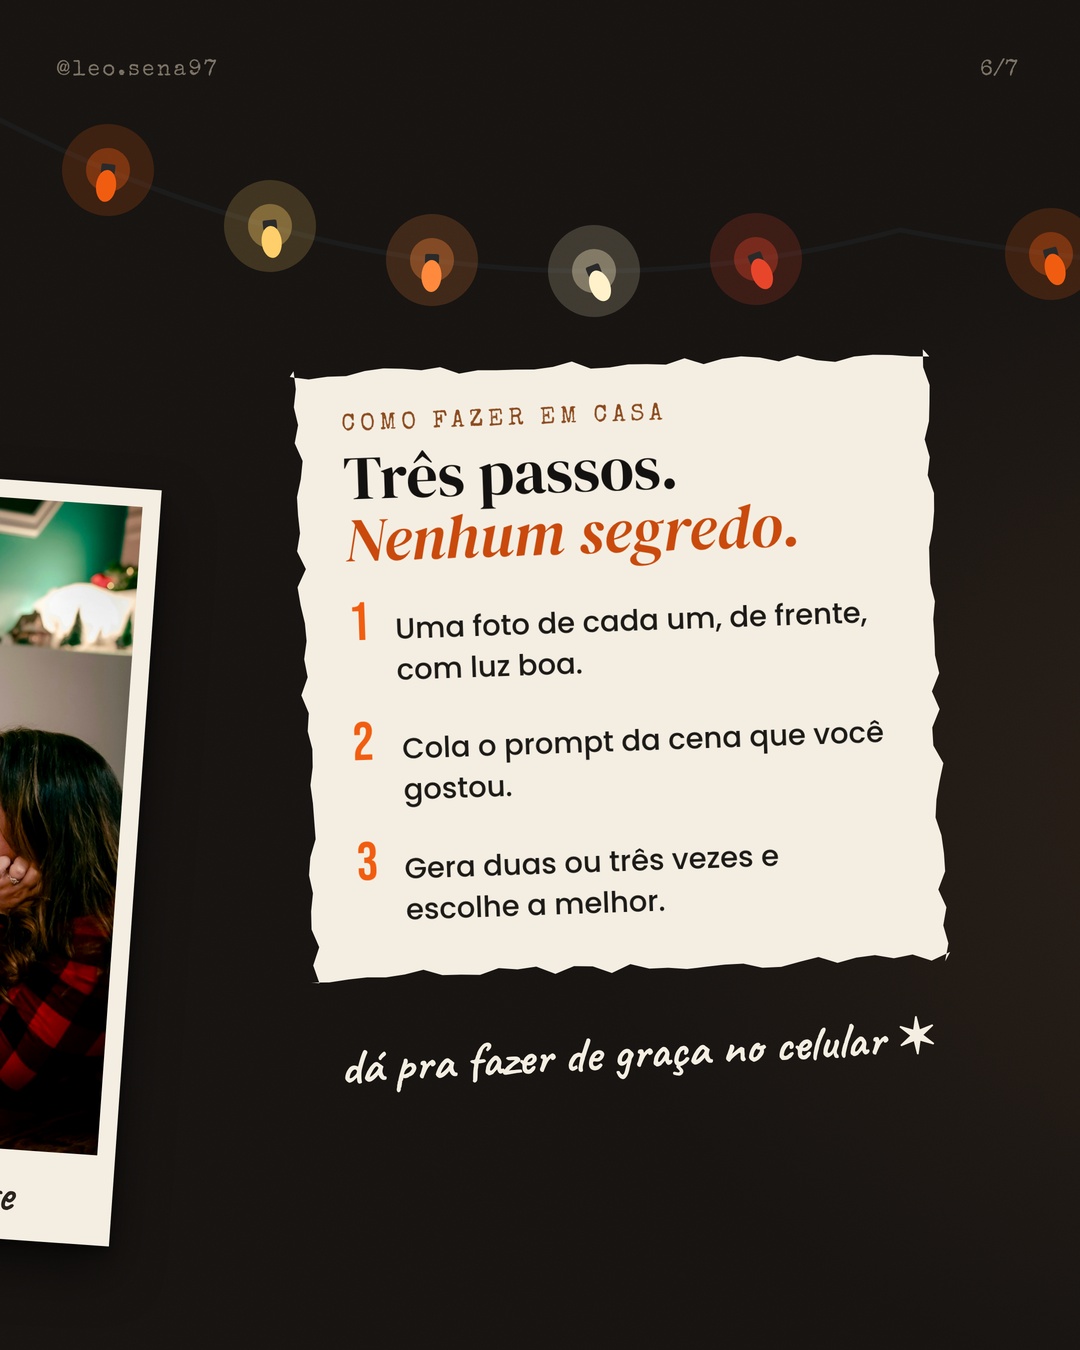 @leo.sena97
6/7
COMO FAZER EM CASA
Três passos.
Nenhum segredo.
1 Uma foto de cada um, de frente,
com luz boa.
2 Cola o prompt da cena que você
gostou.
3 Gera duas ou três vezes e
escolhe a melhor.
dá pra fazer de graça no celular